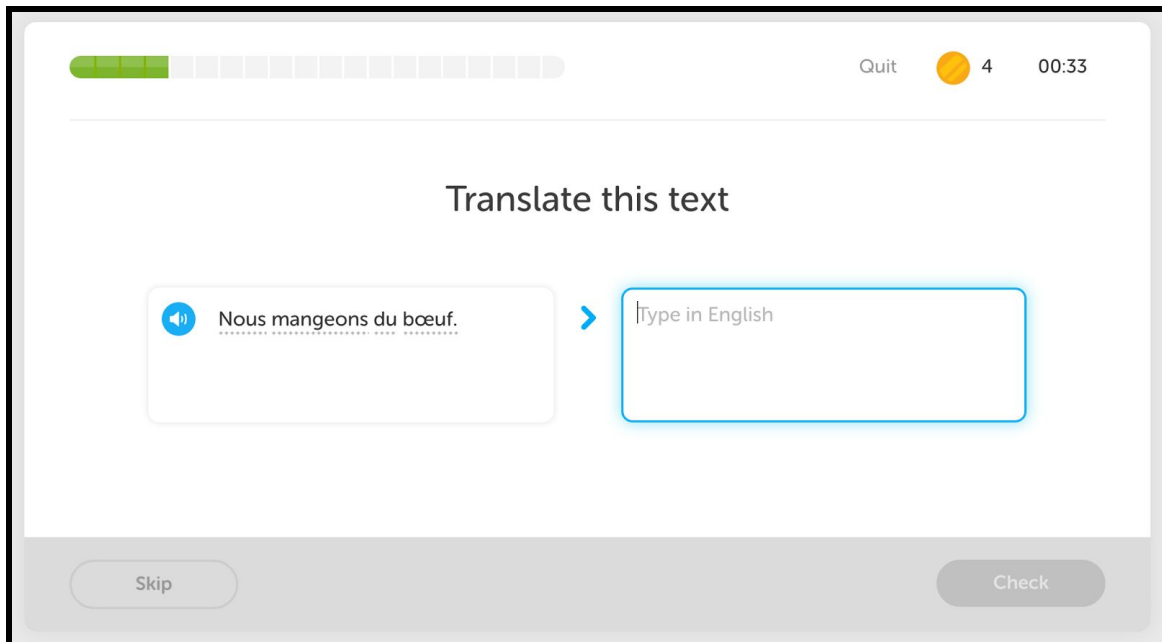 Quit 4 00:33
Translate this text
Nous mangeons du bœuf.
Type in English
Skip
Check